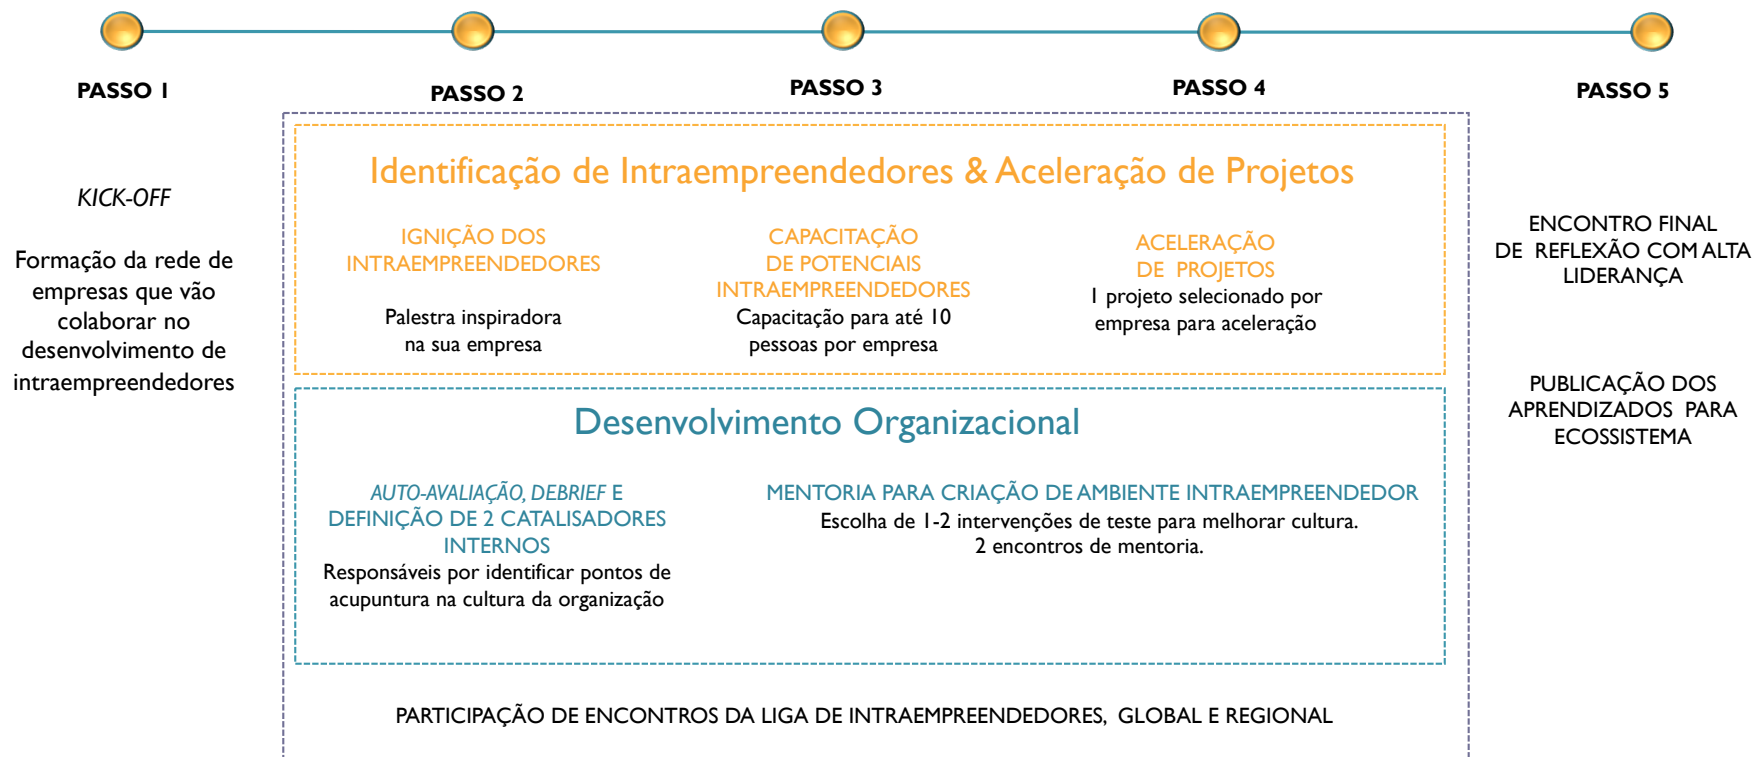 PASSO 1
PASSO 2
PASSO 3
PASSO 4
PASSO 5
KICK-OFF
Formação da rede de
empresas que vão
colaborar no
desenvolvimento de
intraempreendedores
Identificação de Intraempreendedores & Aceleração de Projetos
IGNIÇÃO DOS
INTRAEMPREENDEDORES
Palestra inspiradora
na sua empresa
CAPACITAÇÃO
DE POTENCIAIS
INTRAEMPREENDEDORES
Capacitação para até 10
pessoas por empresa
ACELERAÇÃO
DE PROJETOS
1 projeto selecionado por
empresa para aceleração
Desenvolvimento Organizacional
AUTO-AVALIAÇÃO, DEBRIEF E
DEFINIÇÃO DE 2 CATALISADORES
INTERNOS
Responsáveis por identificar pontos de
acupuntura na cultura da organização
MENTORIA PARA CRIAÇÃO DE AMBIENTE INTRAEMPREENDEDOR
Escolha de 1-2 intervenções de teste para melhorar cultura.
2 encontros de mentoria.
PARTICIPAÇÃO DE ENCONTROS DA LIGA DE INTRAEMPREENDEDORES, GLOBAL E REGIONAL
ENCONTRO FINAL
DE REFLEXÃO COM ALTA
LIDERANÇA
PUBLICAÇÃO DOS
APRENDIZADOS PARA
ECOSSISTEMA